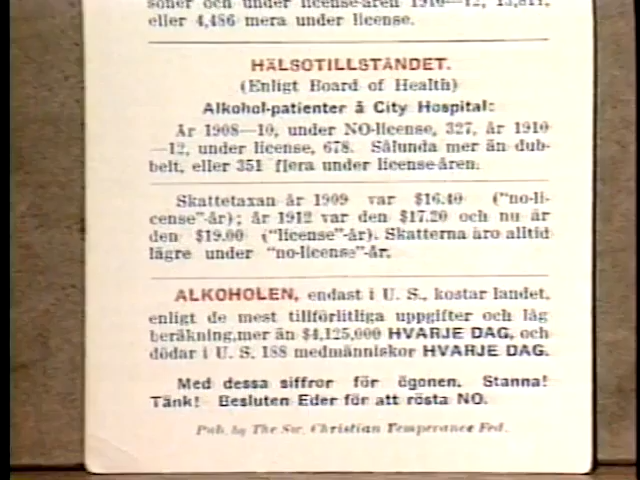 soner och under license-åren 1910—12,
eller 4,486 mera under license.
HÄLSOTILLSTÅNDET.
(Enligt Board of Health)
Alkohol-patienter å City Hospital:
År 1908—10, under NO-license, 327, år 1910
—12, under license, 678. Sålunda mer än dub-
belt, eller 351 flera under license-åren.
Skattetaxan år 1909 var $16.40 ("no-li-
cense"-år); år 1912 var den $17.20 och nu är
den $19.00 ("license"-år). Skatterna äro alltid
lägre under "no-license"-år.
ALKOHOLEN, endast i U. S., kostar landet,
enligt de mest tillförlitliga uppgifter och låg
beräkning,mer än $4,125,000 HVARJE DAG, och
dödar i U. S. 188 medmänniskor HVARJE DAG.
Med dessa siffror för ögonen. Stanna!
Tänk! Besluten Eder för att rösta NO.
Pub. by The Sw. Christian Temperance Fed.